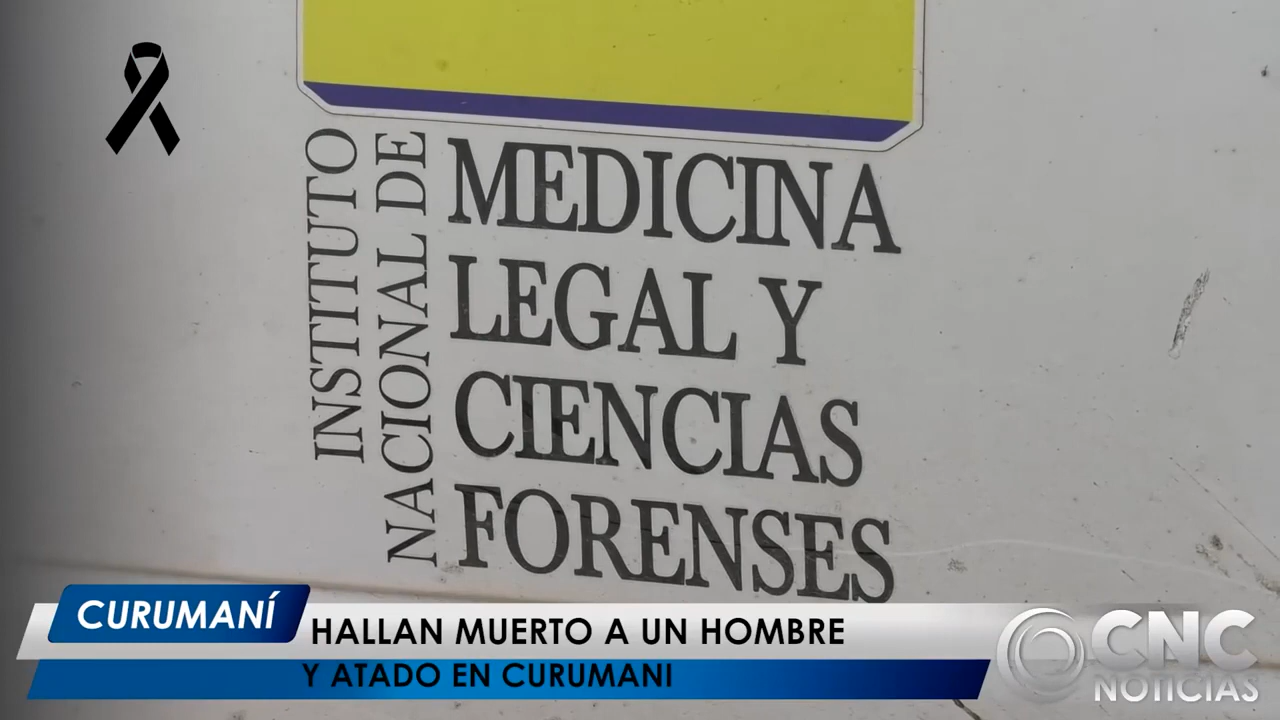 INSTITUTO
NACIONAL DE
MEDICINA
LEGAL Y
CIENCIAS
FORENSES
CURUMANÍ
HALLAN MUERTO A UN HOMBRE
Y ATADO EN CURUMANI
CNC
NOTICIAS